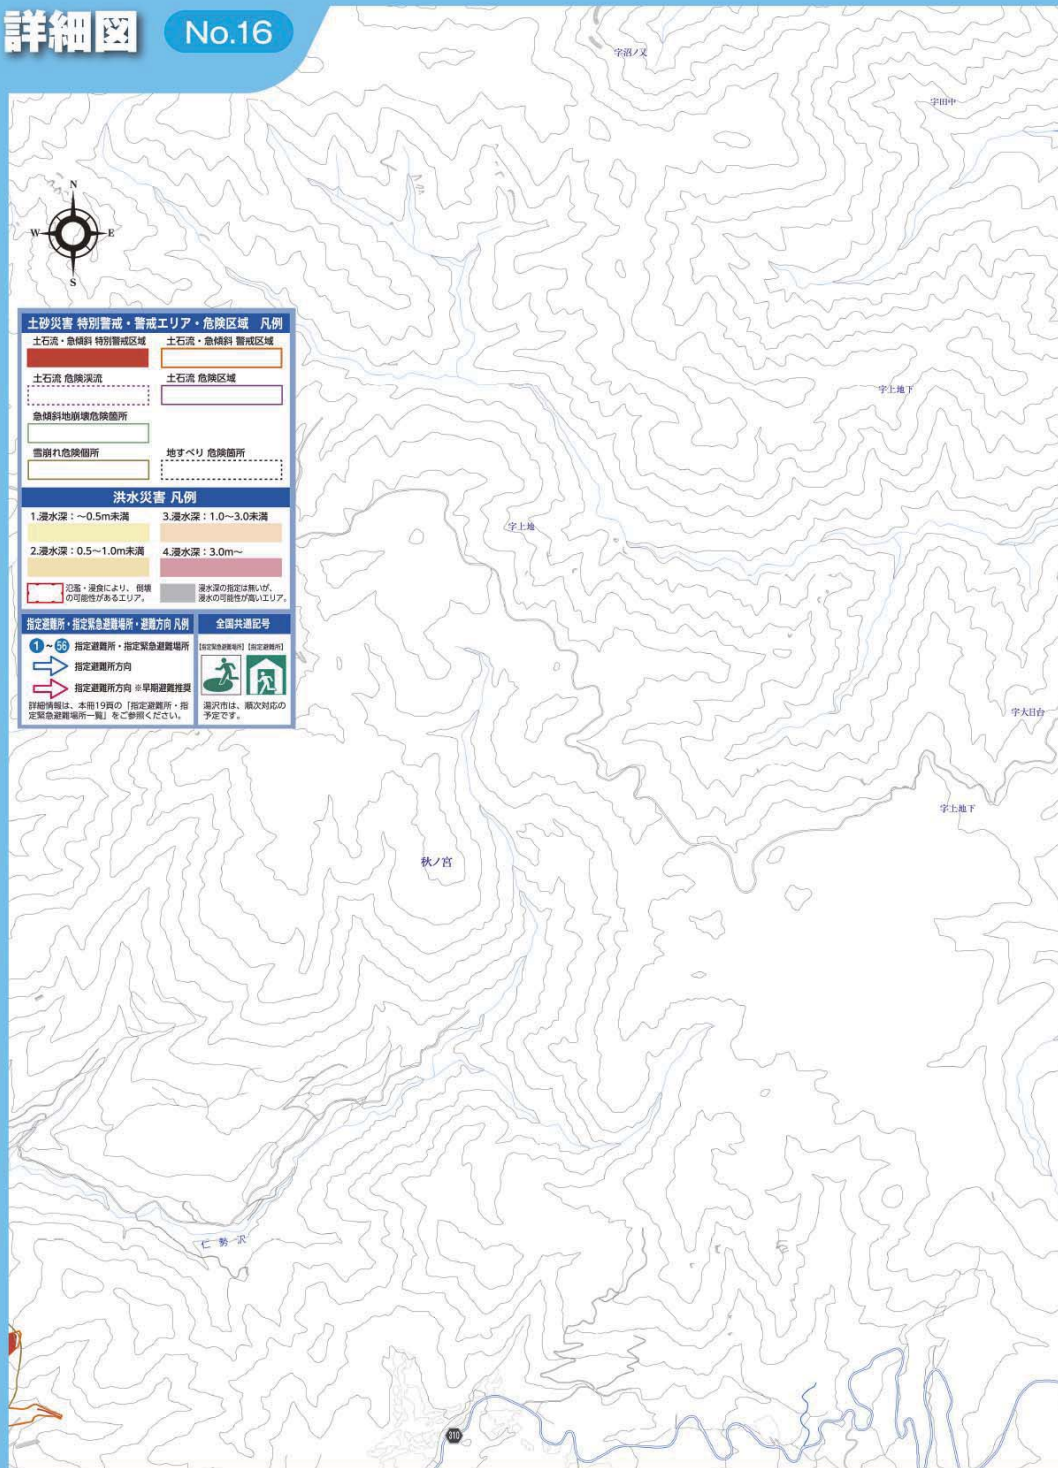 詳細図
No.16
字沼ノ又
字田中
N
W
E
S
土砂災害 特別警戒・警戒エリア・危険区域 凡例
土石流・急傾斜 特別警戒区域
土石流・急傾斜 警戒区域
土石流 危険渓流
土石流 危険区域
急傾斜地崩壊危険箇所
雪崩れ危険個所
地すべり 危険箇所
洪水災害 凡例
1.浸水深：～0.5m未満
3.浸水深：1.0～3.0未満
2.浸水深：0.5～1.0m未満
4.浸水深：3.0m～
氾濫・浸食により、倒壊
の可能性があるエリア。
浸水深の指定は無いが、
浸水の可能性が高いエリア。
指定避難所・指定緊急避難場所・避難方向 凡例
1～56 指定避難所・指定緊急避難場所
指定避難所方向
指定避難所方向 ※早期避難推奨
詳細情報は、本冊19頁の「指定避難所・指
定緊急避難場所一覧」をご参照ください。
全国共通記号
【指定緊急避難場所】【指定避難所】
湯沢市は、順次対応の
予定です。
字上地下
字上地
字大日台
字上地下
秋ノ宮
仁勢沢
310